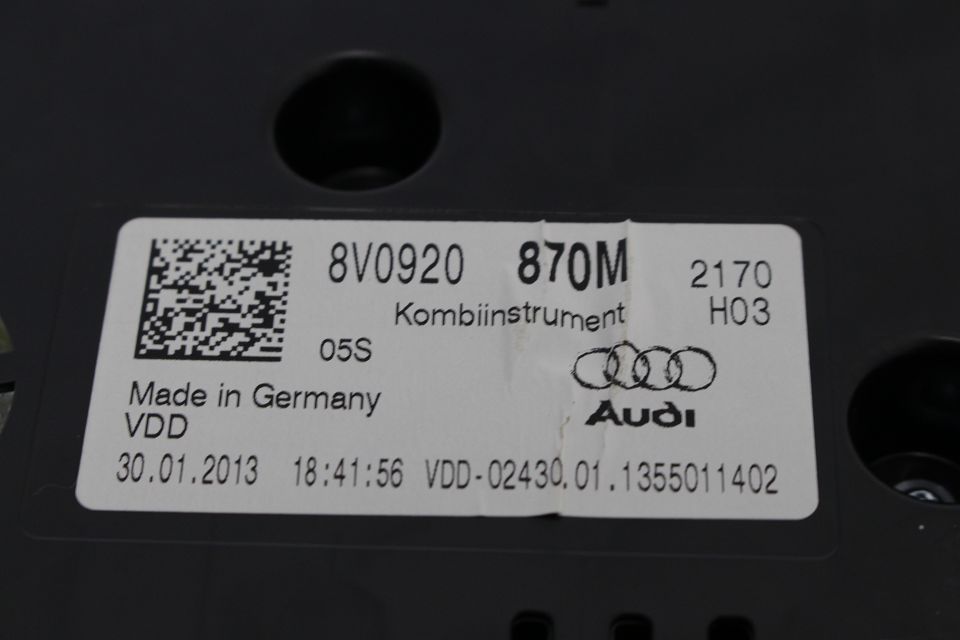 8V0920 870M 2170
Kombiinstrument H03
05S
Audi
Made in Germany
VDD
30.01.2013 18:41:56 VDD-02430.01.1355011402